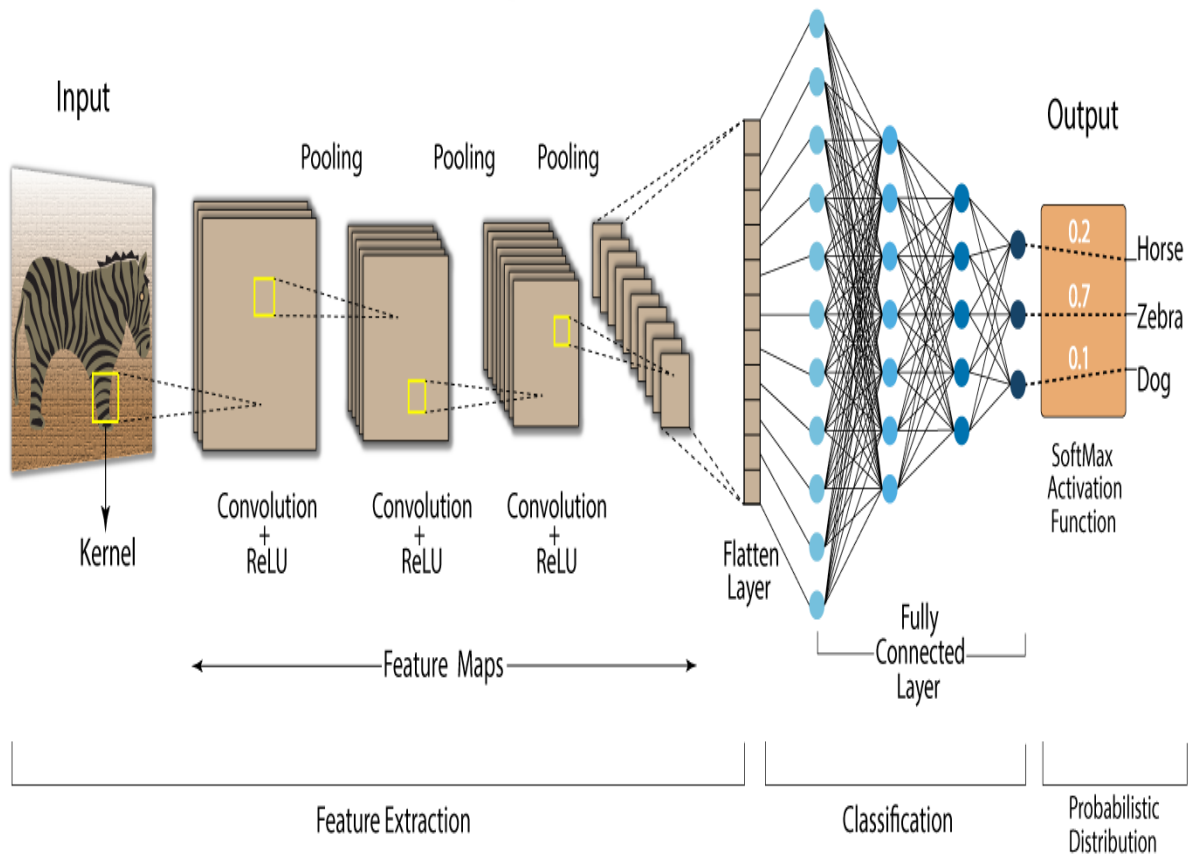 Input
Output
Pooling
Pooling
Pooling
0.2
Horse
0.7
Zebra
0.1
Dog
Kernel
Convolution
+
ReLU
Convolution
+
ReLU
Convolution
+
ReLU
Flatten
Layer
SoftMax
Activation
Function
Fully
Connected
Layer
Feature Maps
Feature Extraction
Classification
Probabilistic
Distribution